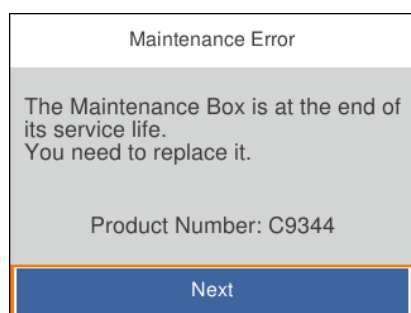 Maintenance Error
The Maintenance Box is at the end of
its service life.
You need to replace it.
Product Number: C9344
Next